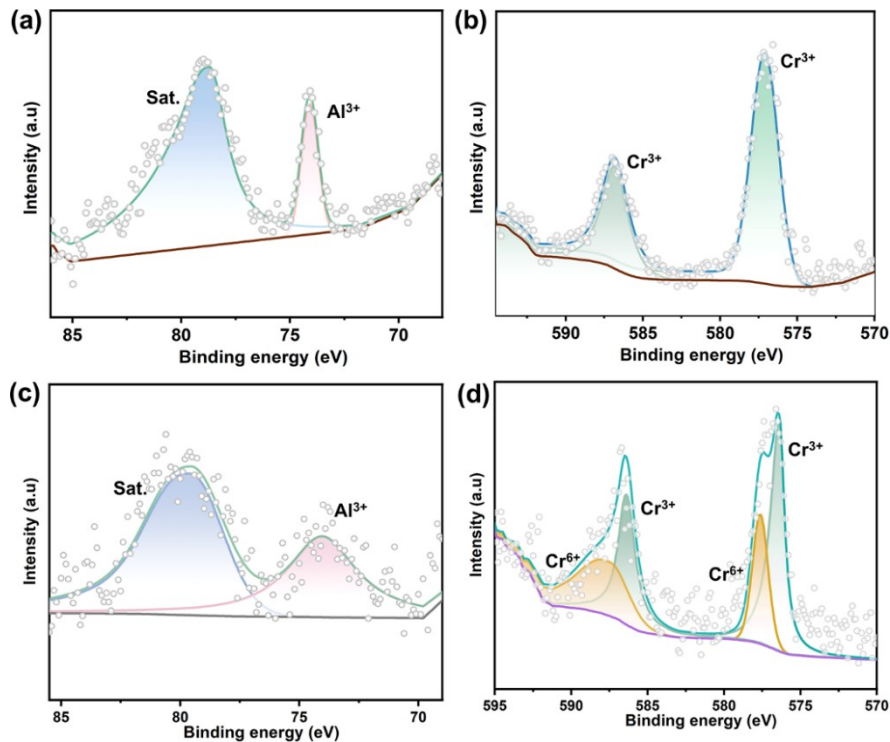 (a)
Sat.
Al³⁺
Intensity (a.u)
85 80 75 70
Binding energy (eV)
(b)
Cr³⁺
Cr³⁺
Intensity (a.u)
590 585 580 575 570
Binding energy (eV)
(c)
Sat.
Al³⁺
Intensity (a.u)
85 80 75 70
Binding energy (eV)
(d)
Cr³⁺
Cr³⁺
Cr⁶⁺
Cr⁶⁺
Intensity (a.u)
595 590 585 580 575 570
Binding energy (eV)